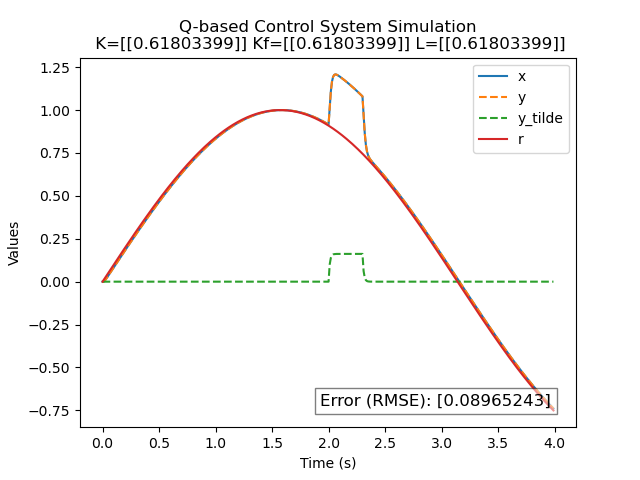 Q-based Control System Simulation
K=[[0.61803399]] Kf=[[0.61803399]] L=[[0.61803399]]
1.25
1.00
0.75
0.50
0.25
0.00
−0.25
−0.50
−0.75
Values
x
y
y_tilde
r
Error (RMSE): [0.08965243]
0.0 0.5 1.0 1.5 2.0 2.5 3.0 3.5 4.0
Time (s)